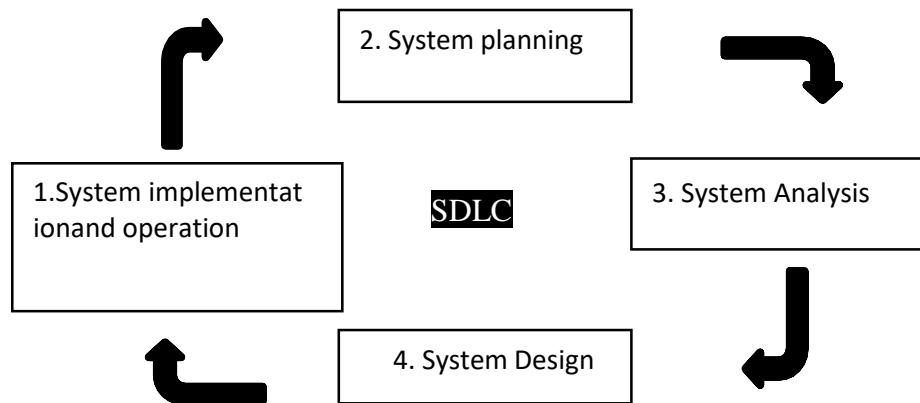 2. System planning
1.System implementat
ionand operation
SDLC
3. System Analysis
4. System Design